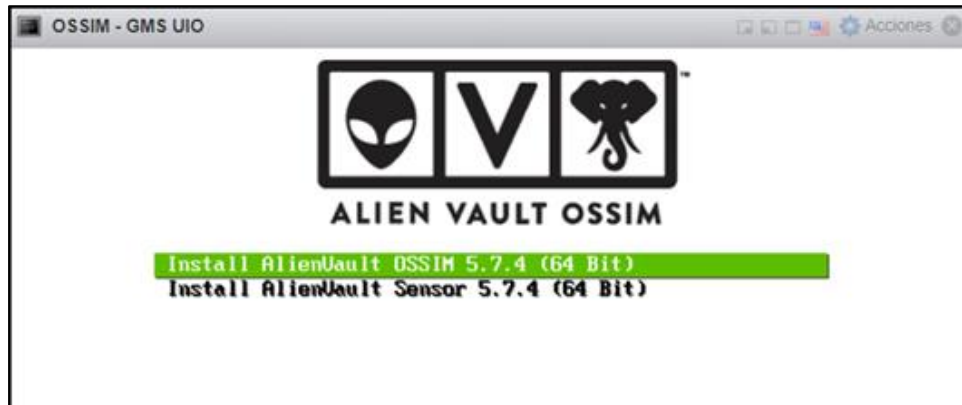 OSSIM - GMS UIO
Acciones
V™
ALIEN VAULT OSSIM
Install AlienVault OSSIM 5.7.4 (64 Bit)
Install AlienVault Sensor 5.7.4 (64 Bit)